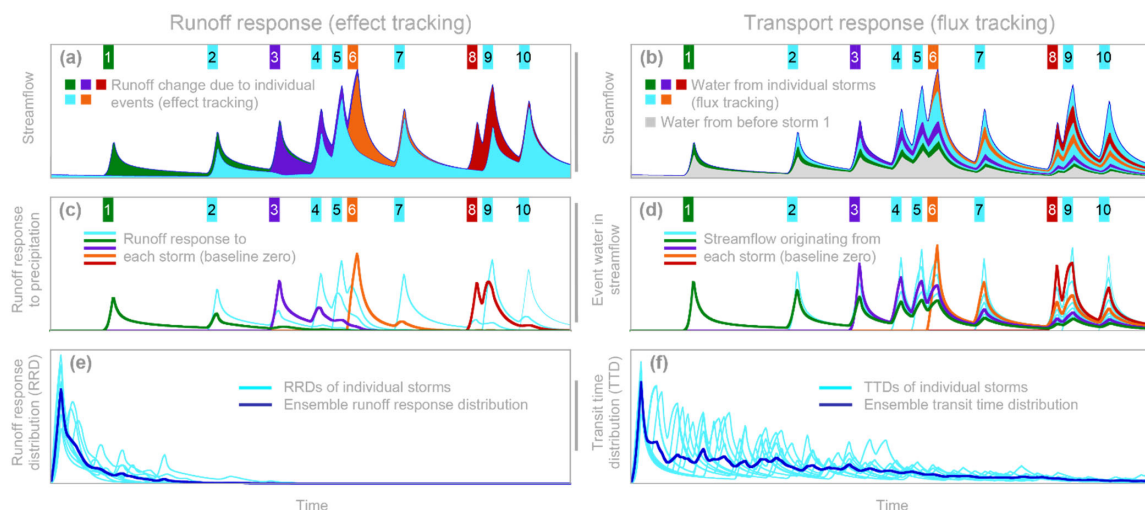 Runoff response (effect tracking)
Transport response (flux tracking)
(a)
1 2 3 4 5 6 7 8 9 10
Runoff change due to individual
events (effect tracking)
Streamflow
(b)
1 2 3 4 5 6 7 8 9 10
Water from individual storms
(flux tracking)
Water from before storm 1
Streamflow
(c)
1 2 3 4 5 6 7 8 9 10
Runoff response to
each storm (baseline zero)
Runoff response
to precipitation
(d)
1 2 3 4 5 6 7 8 9 10
Streamflow originating from
each storm (baseline zero)
Event water in
streamflow
(e)
RRDs of individual storms
Ensemble runoff response distribution
Runoff response
distribution (RRD)
Time
(f)
TTDs of individual storms
Ensemble transit time distribution
Transit time
distribution (TTD)
Time